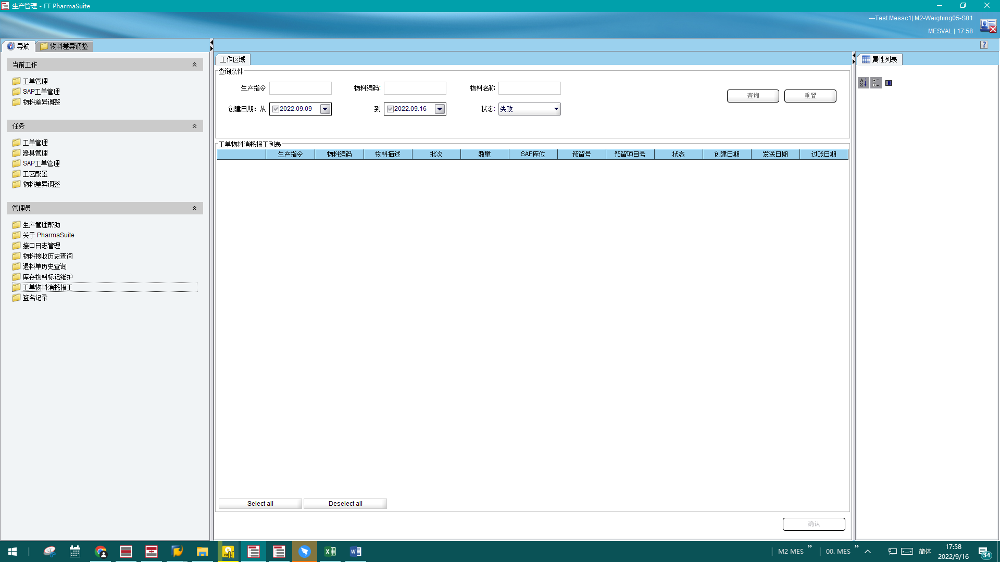 生产管理 - FT PharmaSuite
---Test.Messc1| M2-Weighing05-S01
MESVAL | 17:58
导航
物料差异调整
当前工作
工单管理
SAP工单管理
物料差异调整
任务
工单管理
器具管理
SAP工单管理
工艺配置
物料差异调整
管理员
生产管理帮助
关于 PharmaSuite
接口日志管理
物料接收历史查询
退料单历史查询
库存物料标记维护
工单物料消耗报工
签名记录
工作区域
查询条件
生产指令
物料编码:
物料名称
查询
重置
创建日期: 从 2022.09.09
到 2022.09.16
状态: 失败
工单物料消耗报工列表
生产指令 物料编码 物料描述 批次 数量 SAP库位 预留号 预留项目号 状态 创建日期 发送日期 过账日期
Select all
Deselect all
确认
属性列表
M2 MES
00. MES
简体
17:58
2022/9/16
34